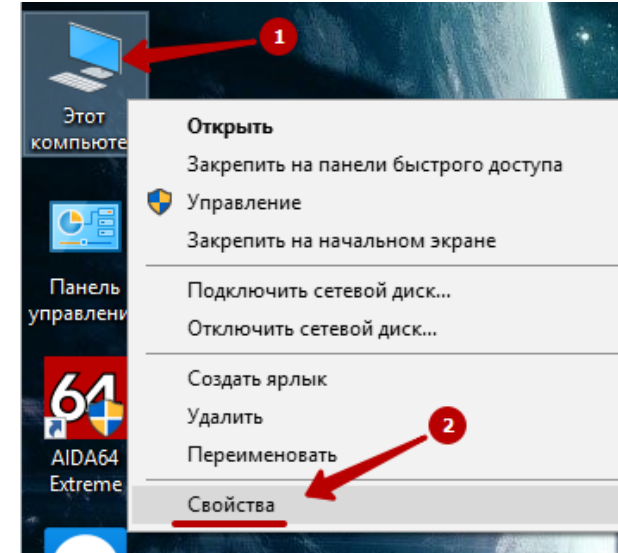 1
Этот
компьюте
Открыть
Закрепить на панели быстрого доступа
Управление
Закрепить на начальном экране
Панель
управлени
Подключить сетевой диск...
Отключить сетевой диск...
Создать ярлык
Удалить
2
Переименовать
64
AIDA64
Extreme
Свойства